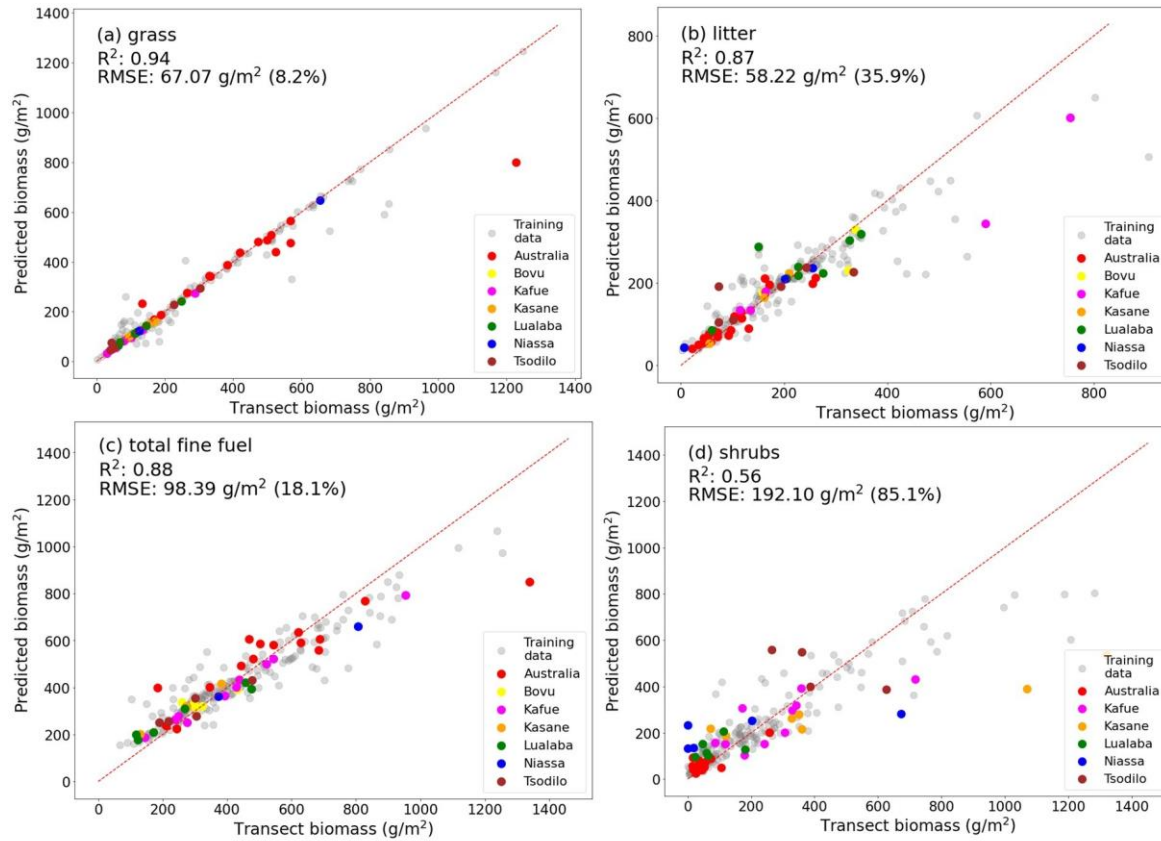 (a) grass
R²: 0.94
RMSE: 67.07 g/m² (8.2%)
Predicted biomass (g/m²)
1400
1200
1000
800
600
400
200
0
0 200 400 600 800 1000 1200 1400
Transect biomass (g/m²)
Training
data
Australia
Bovu
Kafue
Kasane
Lualaba
Niassa
Tsodilo
(b) litter
R²: 0.87
RMSE: 58.22 g/m² (35.9%)
Predicted biomass (g/m²)
800
600
400
200
0
0 200 400 600 800
Transect biomass (g/m²)
Training
data
Australia
Bovu
Kafue
Kasane
Lualaba
Niassa
Tsodilo
(c) total fine fuel
R²: 0.88
RMSE: 98.39 g/m² (18.1%)
Predicted biomass (g/m²)
1400
1200
1000
800
600
400
200
0
0 200 400 600 800 1000 1200 1400
Transect biomass (g/m²)
Training
data
Australia
Bovu
Kafue
Kasane
Lualaba
Niassa
Tsodilo
(d) shrubs
R²: 0.56
RMSE: 192.10 g/m² (85.1%)
Predicted biomass (g/m²)
1400
1200
1000
800
600
400
200
0
0 200 400 600 800 1000 1200 1400
Transect biomass (g/m²)
Training
data
Australia
Kafue
Kasane
Lualaba
Niassa
Tsodilo